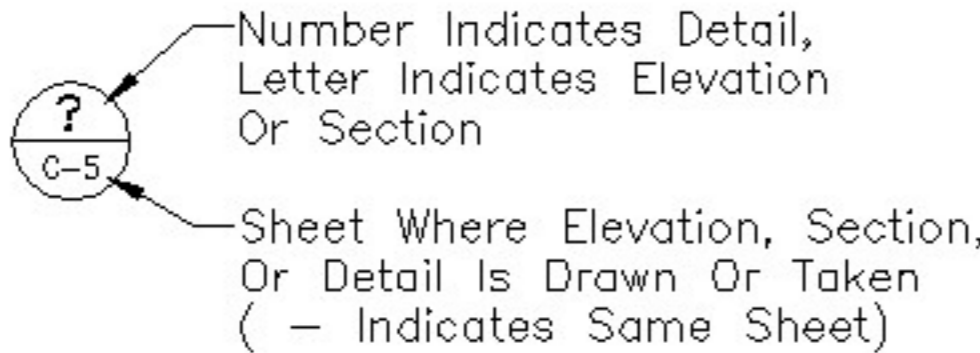 Number Indicates Detail,
Letter Indicates Elevation
Or Section
?
C-5
Sheet Where Elevation, Section,
Or Detail Is Drawn Or Taken
( - Indicates Same Sheet)